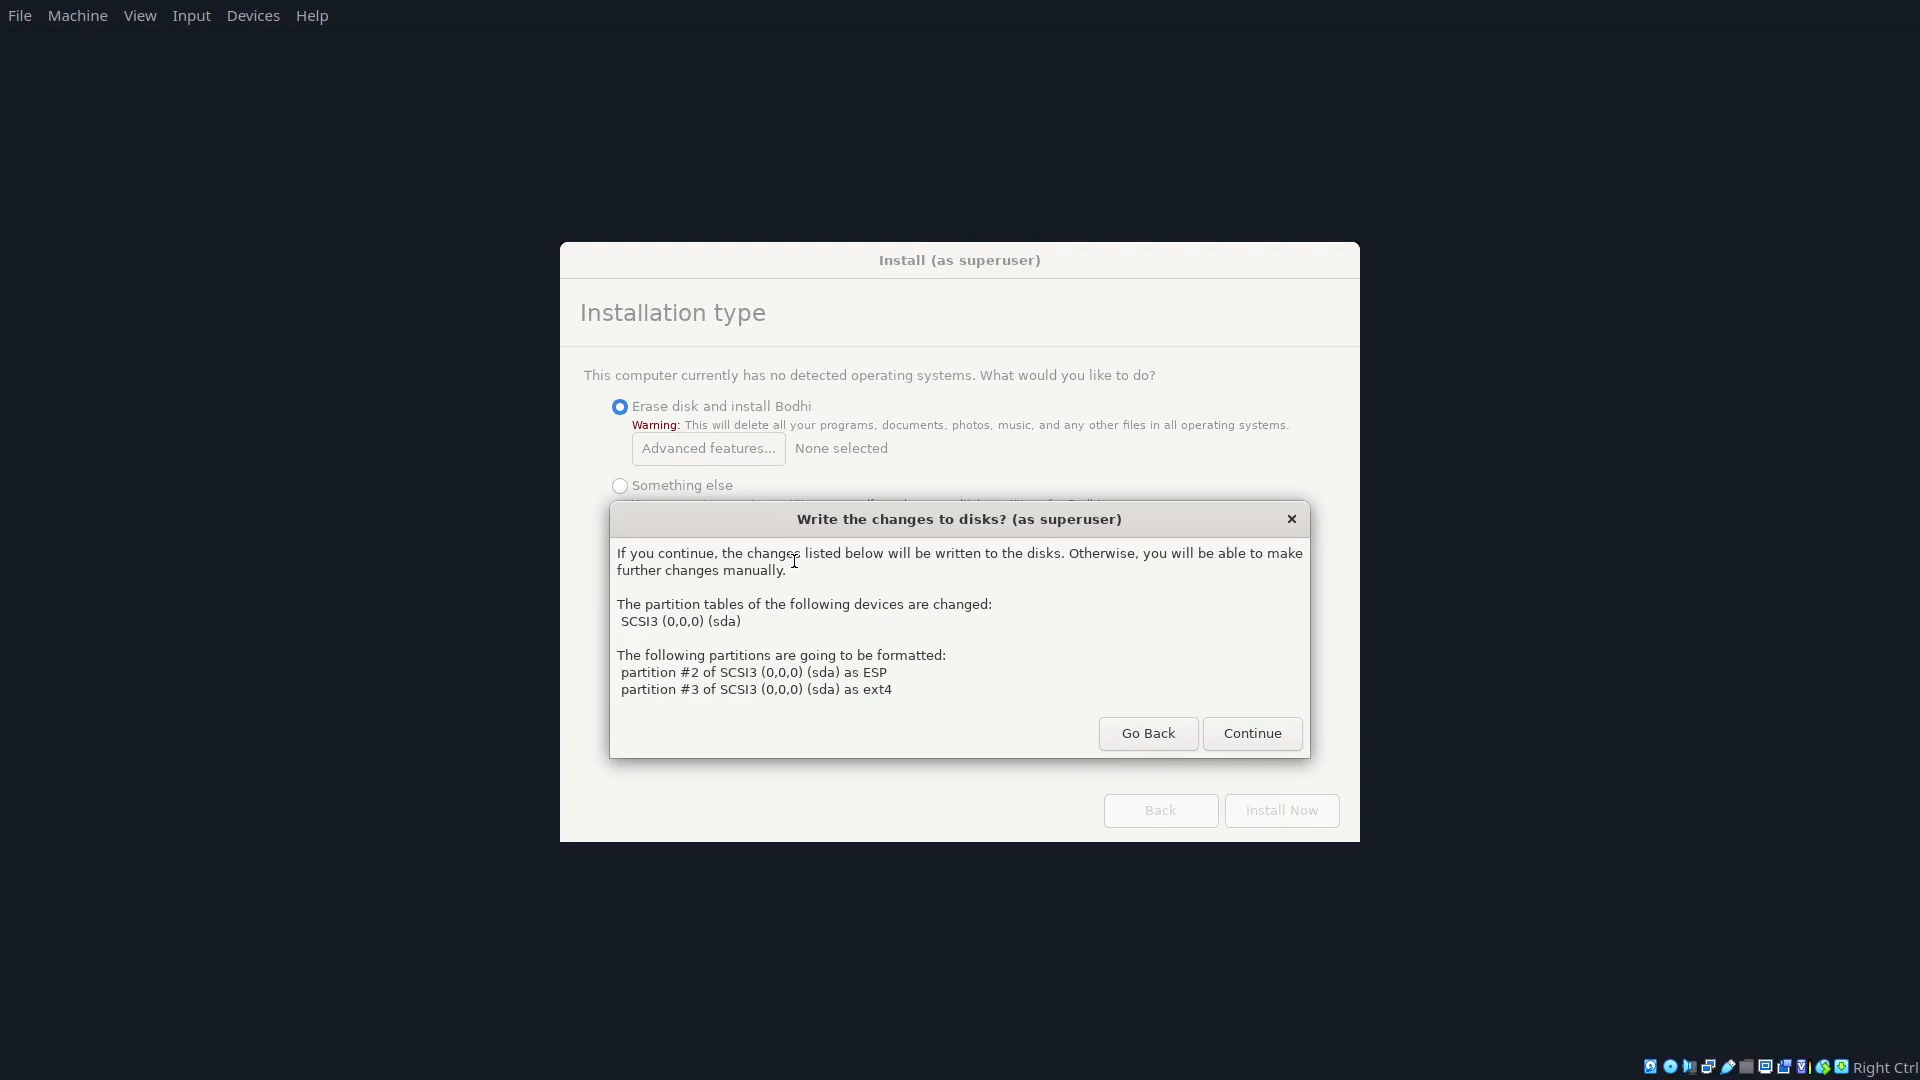 File Machine View Input Devices Help
Install (as superuser)
Installation type
This computer currently has no detected operating systems. What would you like to do?
Erase disk and install Bodhi
Warning: This will delete all your programs, documents, photos, music, and any other files in all operating systems.
Advanced features... None selected
Something else
Write the changes to disks? (as superuser)
If you continue, the changes listed below will be written to the disks. Otherwise, you will be able to make
further changes manually.
The partition tables of the following devices are changed:
SCSI3 (0,0,0) (sda)
The following partitions are going to be formatted:
partition #2 of SCSI3 (0,0,0) (sda) as ESP
partition #3 of SCSI3 (0,0,0) (sda) as ext4
Go Back Continue
Back Install Now
Right Ctrl